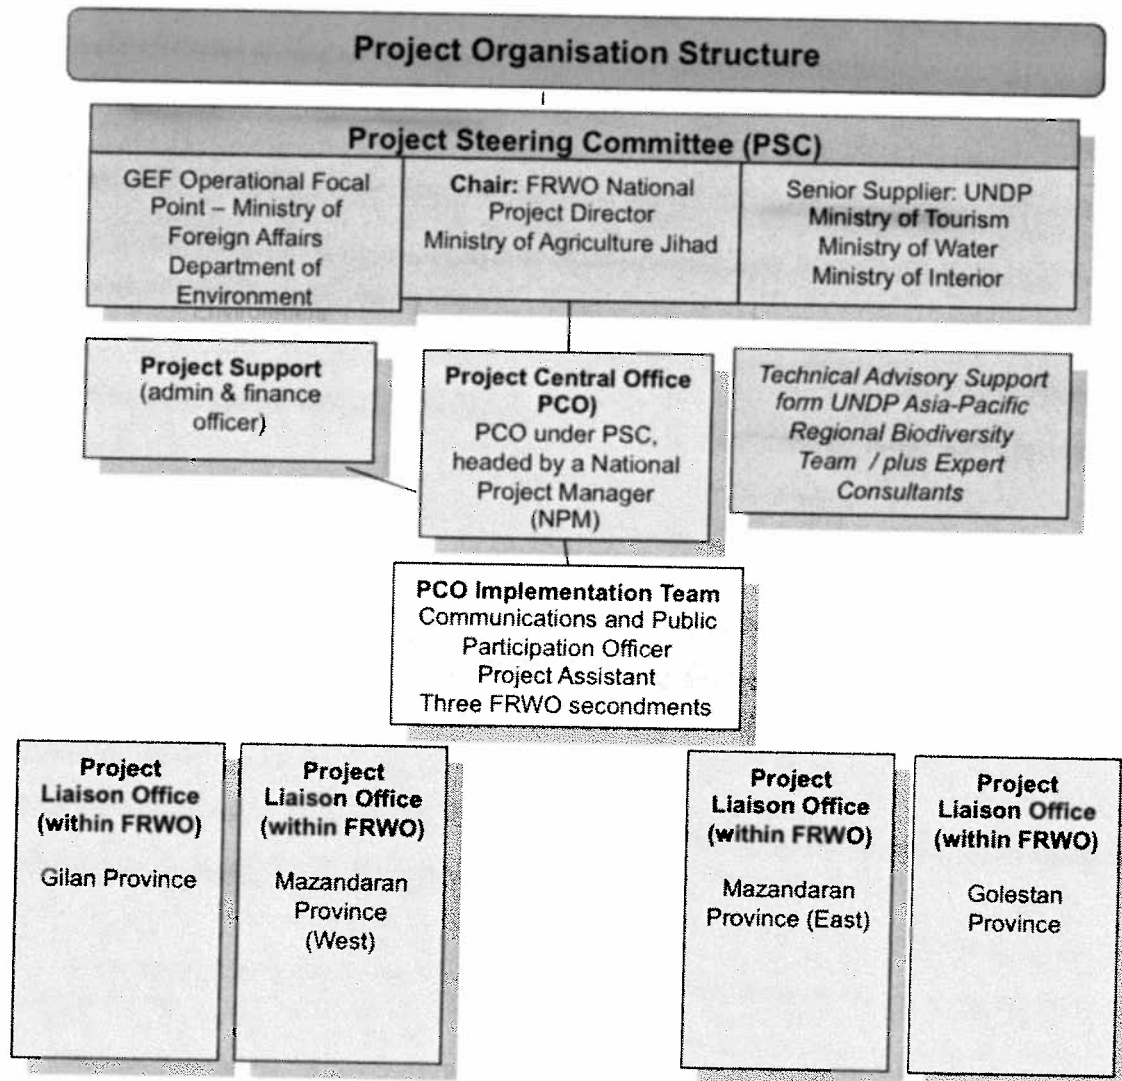 Project Organisation Structure
Project Steering Committee (PSC)
GEF Operational Focal
Point – Ministry of
Foreign Affairs
Department of
Environment
Chair: FRWO National
Project Director
Ministry of Agriculture Jihad
Senior Supplier: UNDP
Ministry of Tourism
Ministry of Water
Ministry of Interior
Project Support
(admin & finance
officer)
Project Central Office
PCO)
PCO under PSC,
headed by a National
Project Manager
(NPM)
Technical Advisory Support
form UNDP Asia-Pacific
Regional Biodiversity
Team / plus Expert
Consultants
PCO Implementation Team
Communications and Public
Participation Officer
Project Assistant
Three FRWO secondments
Project
Liaison Office
(within FRWO)
Gilan Province
Project
Liaison Office
(within FRWO)
Mazandaran
Province
(West)
Project
Liaison Office
(within FRWO)
Mazandaran
Province (East)
Project
Liaison Office
(within FRWO)
Golestan
Province